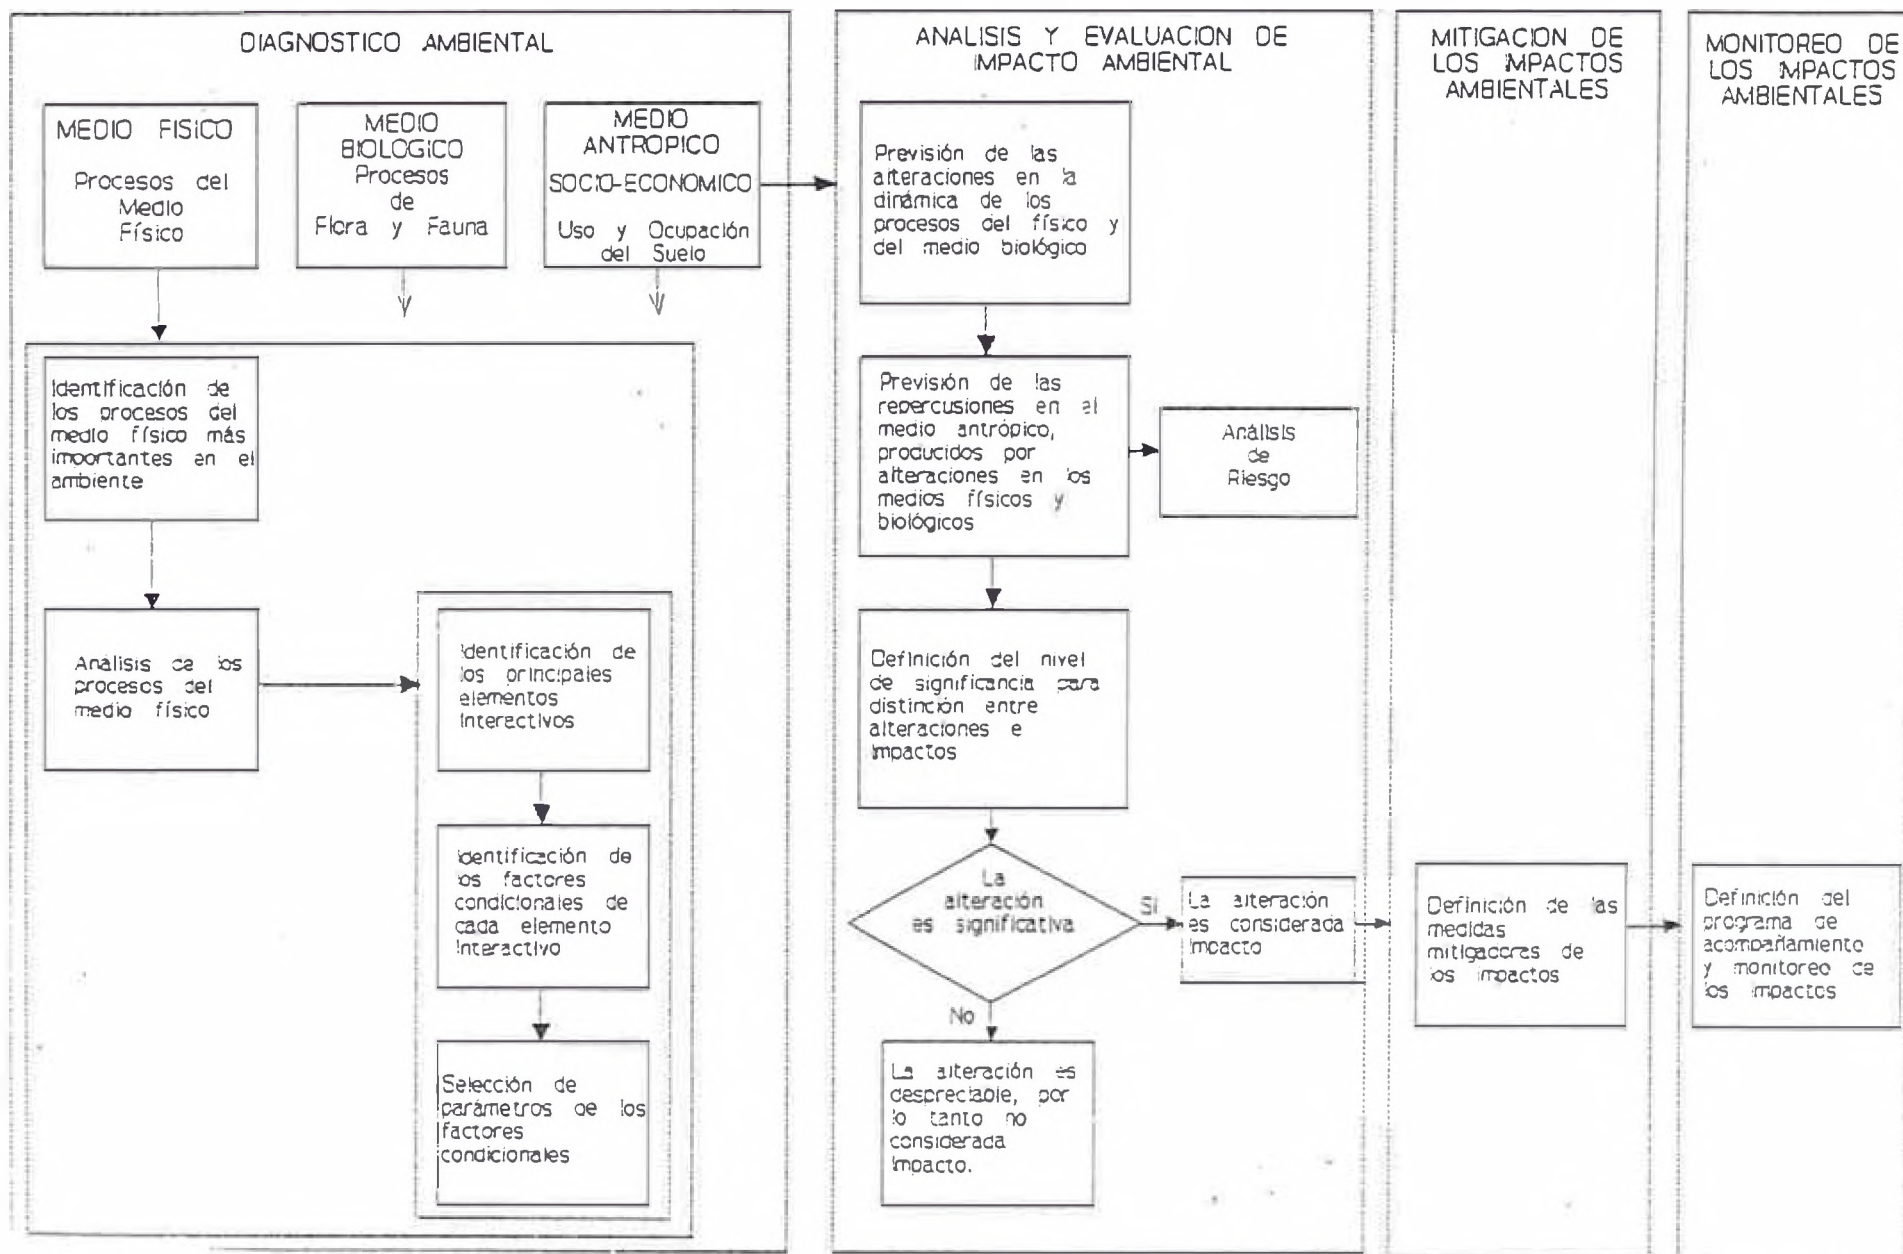 DIAGNOSTICO AMBIENTAL
MEDIO FISICO
Procesos del
Medio
Físico
MEDIO
BIOLOGICO
Procesos
de
Flora y Fauna
MEDIO
ANTROPICO
SOCIO-ECONOMICO
Uso y Ocupación
del Suelo
Identificación de
los procesos del
medio físico más
importantes en el
ambiente
Análisis de los
procesos del
medio físico
Identificación de
los principales
elementos
Interactivos
Identificación de
los factores
condicionales de
cada elemento
Interactivo
Selección de
parámetros de los
factores
condicionales
ANALISIS Y EVALUACION DE
IMPACTO AMBIENTAL
Previsión de las
alteraciones en la
dinámica de los
procesos del físico y
del medio biológico
Previsión de las
repercusiones en el
medio antrópico,
producidos por
alteraciones en los
medios físicos y
biológicos
Análisis
de
Riesgo
Definición del nivel
de significancia para
distinción entre
alteraciones e
impactos
La
alteración
es significativa
Si
La alteración
es considerada
impacto
No
La alteración es
despreciable, por
lo tanto no
considerada
impacto.
MITIGACION DE
LOS IMPACTOS
AMBIENTALES
Definición de las
medidas
mitigadoras de
los impactos
MONITOREO DE
LOS IMPACTOS
AMBIENTALES
Definición del
programa de
acompañamiento
y monitoreo de
los impactos